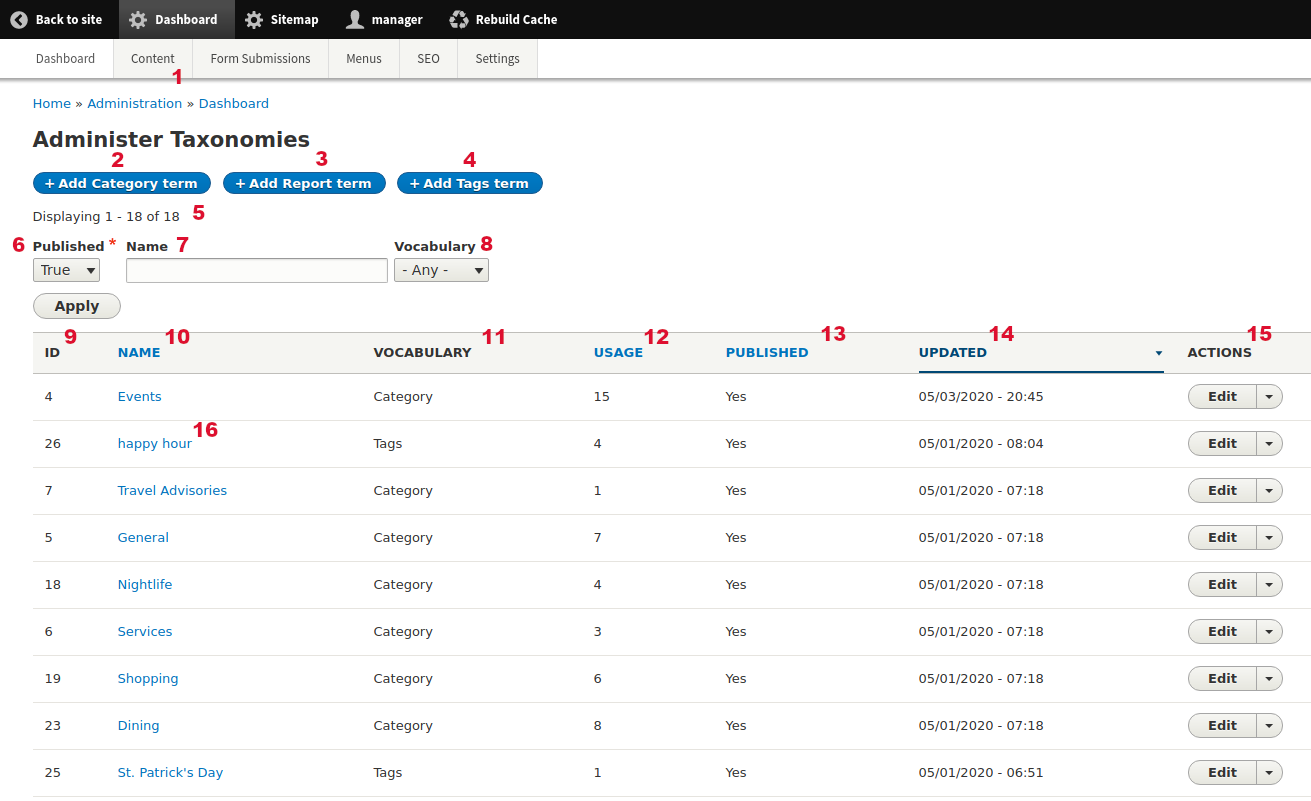 Back to site Dashboard Sitemap manager Rebuild Cache
Dashboard Content Form Submissions Menus SEO Settings
1
Home » Administration » Dashboard
Administer Taxonomies
2 3 4
+ Add Category term + Add Report term + Add Tags term
Displaying 1 - 18 of 18 5
6 Published * Name 7 Vocabulary 8
True - Any -
Apply
9 10 11 12 13 14 15
ID NAME VOCABULARY USAGE PUBLISHED UPDATED ACTIONS
4 Events Category 15 Yes 05/03/2020 - 20:45 Edit
16
26 happy hour Tags 4 Yes 05/01/2020 - 08:04 Edit
7 Travel Advisories Category 1 Yes 05/01/2020 - 07:18 Edit
5 General Category 7 Yes 05/01/2020 - 07:18 Edit
18 Nightlife Category 4 Yes 05/01/2020 - 07:18 Edit
6 Services Category 3 Yes 05/01/2020 - 07:18 Edit
19 Shopping Category 6 Yes 05/01/2020 - 07:18 Edit
23 Dining Category 8 Yes 05/01/2020 - 07:18 Edit
25 St. Patrick's Day Tags 1 Yes 05/01/2020 - 06:51 Edit